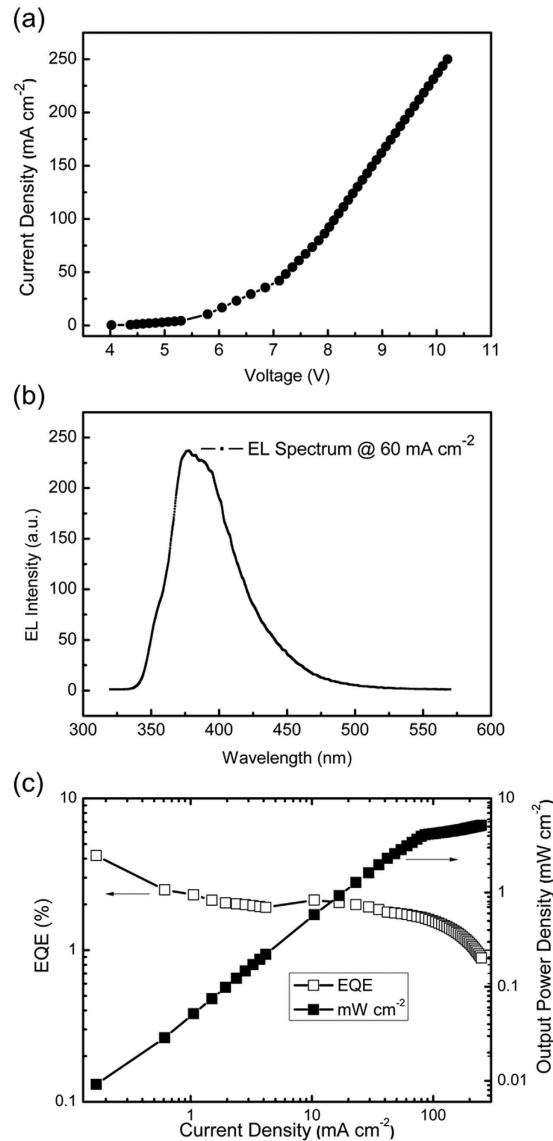 (a)
250
200
150
100
50
0
Current Density (mA cm-2)
4 5 6 7 8 9 10 11
Voltage (V)
(b)
EL Spectrum @ 60 mA cm-2
250
200
150
100
50
0
EL Intensity (a.u.)
300 350 400 450 500 550 600
Wavelength (nm)
(c)
10
1
0.1
EQE (%)
10
1
0.1
0.01
Output Power Density (mW cm-2)
EQE
mW cm-2
1 10 100
Current Density (mA cm-2)